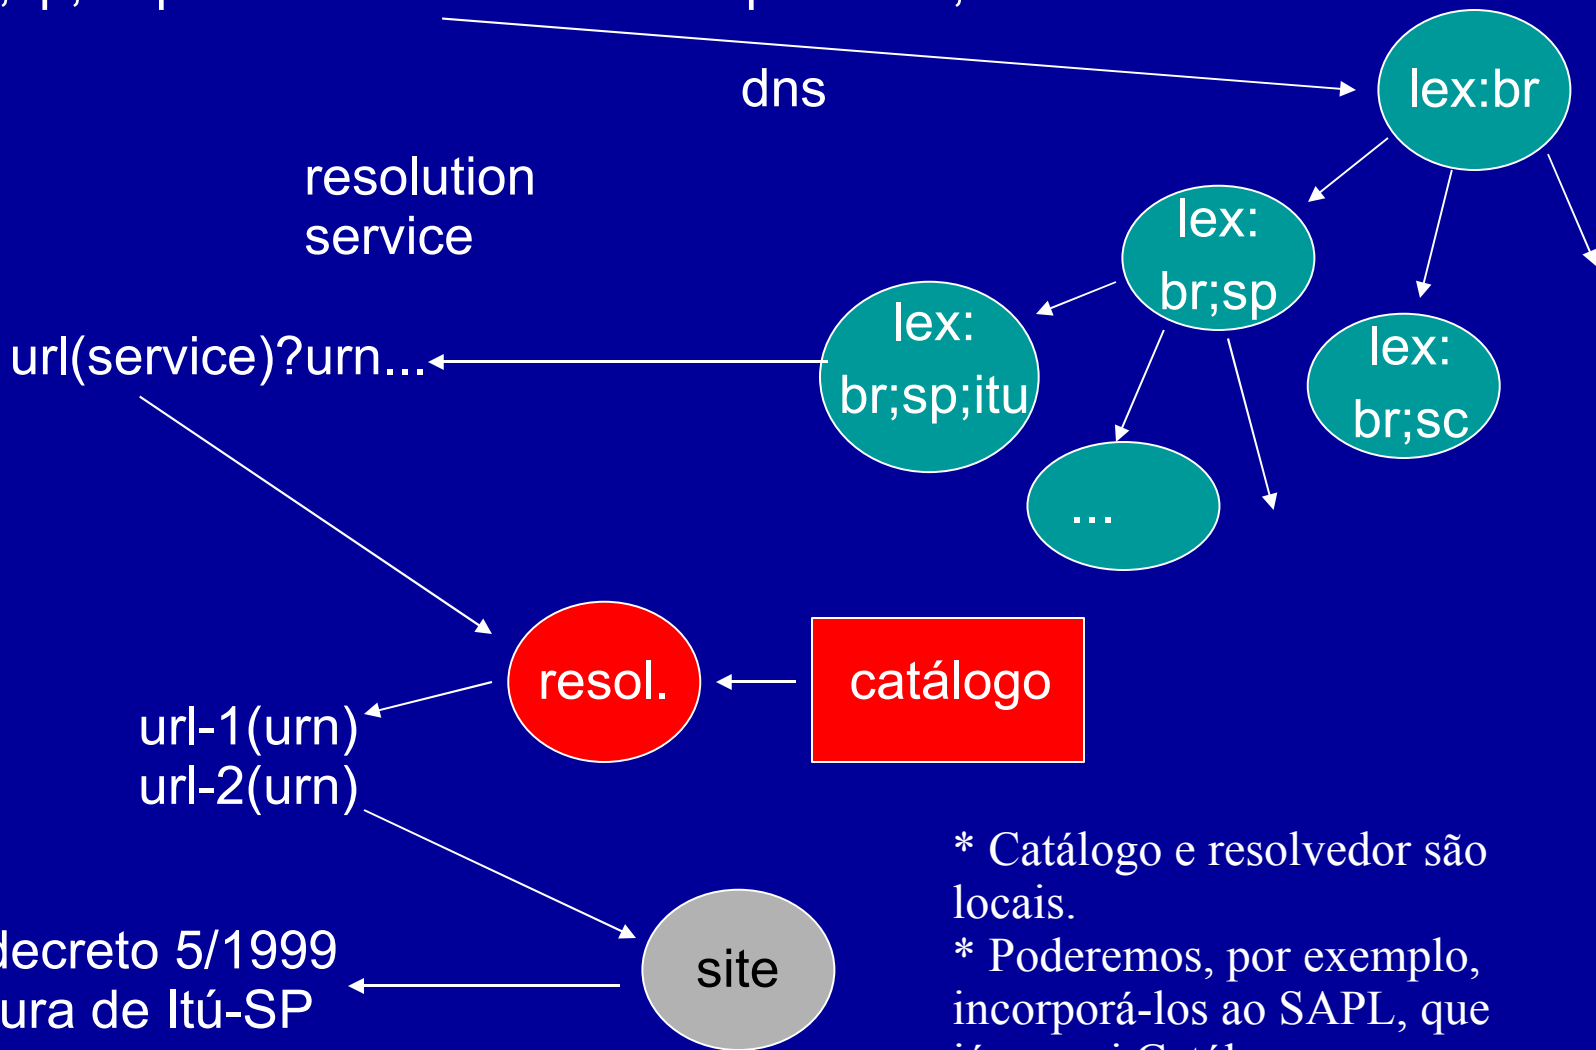 dns
lex:br
resolution
service
lex:
br;sp
lex:
br;sp;itu
lex:
br;sc
url(service)?urn...
...
resol.
catálogo
url-1(urn)
url-2(urn)
* Catálogo e resolvedor são
locais.
* Poderemos, por exemplo,
incorporá-los ao SAPL, que
decreto 5/1999
ura de Itú-SP
site